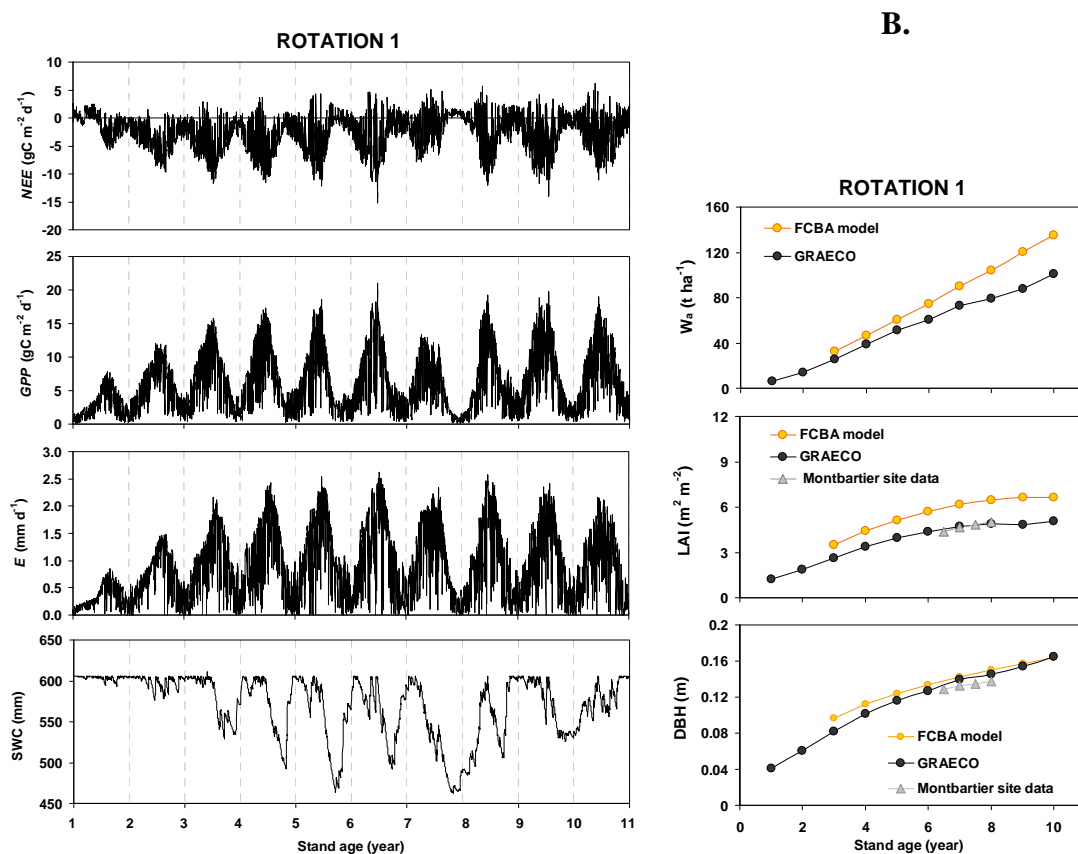 B.
ROTATION 1
10
5
0
-5
-10
-15
-20
NEE (gC m⁻² d⁻¹)
25
20
15
10
5
0
GPP (gC m⁻² d⁻¹)
3.0
2.5
2.0
1.5
1.0
0.5
0.0
E (mm d⁻¹)
650
600
550
500
450
SWC (mm)
1 2 3 4 5 6 7 8 9 10 11
Stand age (year)
ROTATION 1
160
120
80
40
0
Wa (t ha⁻¹)
FCBA model
GRAECO
12
9
6
3
0
LAI (m² m⁻²)
FCBA model
GRAECO
Montbartier site data
0.2
0.16
0.12
0.08
0.04
0
DBH (m)
FCBA model
GRAECO
Montbartier site data
0 2 4 6 8 10
Stand age (year)